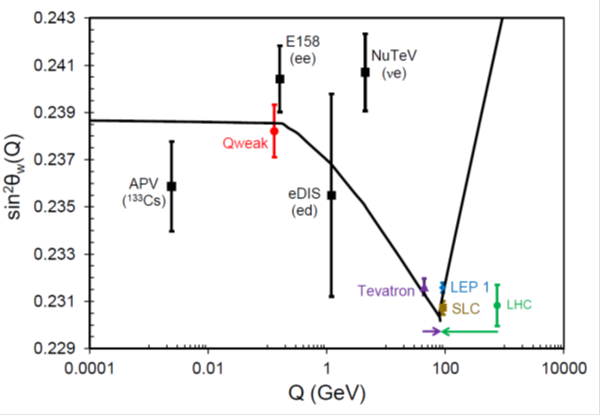 0.243
0.241
0.239
0.237
0.235
0.233
0.231
0.229
sin²θw(Q)
E158
(ee)
NuTeV
(νe)
Qweak
APV
(¹³³Cs)
eDIS
(ed)
Tevatron
LEP 1
SLC
LHC
0.0001
0.01
1
100
10000
Q (GeV)